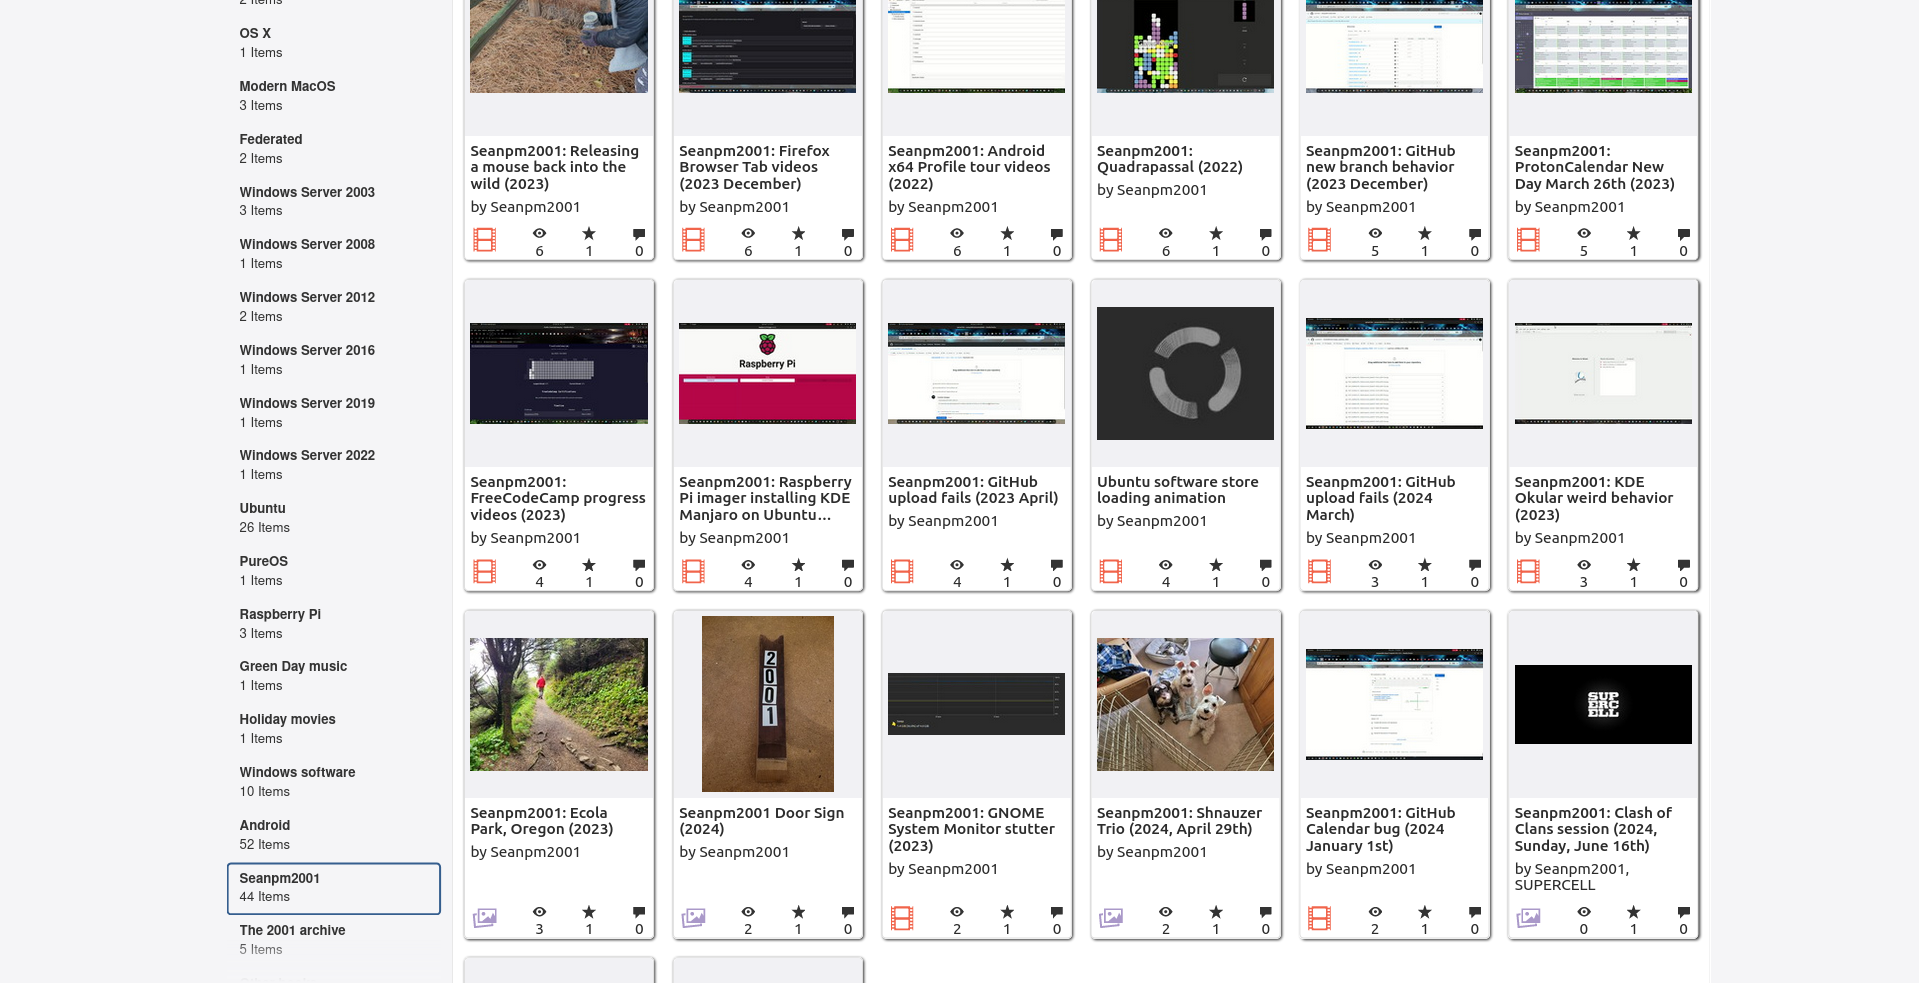 2 Items
OS X
1 Items
Modern MacOS
3 Items
Federated
2 Items
Windows Server 2003
3 Items
Windows Server 2008
1 Items
Windows Server 2012
2 Items
Windows Server 2016
1 Items
Windows Server 2019
1 Items
Windows Server 2022
1 Items
Ubuntu
26 Items
PureOS
1 Items
Raspberry Pi
3 Items
Green Day music
1 Items
Holiday movies
1 Items
Windows software
10 Items
Android
52 Items
Seanpm2001
44 Items
The 2001 archive
5 Items
Seanpm2001: Releasing
a mouse back into the
wild (2023)
by Seanpm2001
6 1 0
Seanpm2001: Firefox
Browser Tab videos
(2023 December)
by Seanpm2001
6 1 0
Seanpm2001: Android
x64 Profile tour videos
(2022)
by Seanpm2001
6 1 0
Seanpm2001:
Quadrapassal (2022)
by Seanpm2001
6 1 0
Seanpm2001: GitHub
new branch behavior
(2023 December)
by Seanpm2001
5 1 0
Seanpm2001:
ProtonCalendar New
Day March 26th (2023)
by Seanpm2001
5 1 0
Seanpm2001:
FreeCodeCamp progress
videos (2023)
by Seanpm2001
4 1 0
Raspberry Pi
Seanpm2001: Raspberry
Pi imager installing KDE
Manjaro on Ubuntu…
by Seanpm2001
4 1 0
Seanpm2001: GitHub
upload fails (2023 April)
by Seanpm2001
4 1 0
Ubuntu software store
loading animation
by Seanpm2001
4 1 0
Seanpm2001: GitHub
upload fails (2024
March)
by Seanpm2001
3 1 0
Seanpm2001: KDE
Okular weird behavior
(2023)
by Seanpm2001
3 1 0
Seanpm2001: Ecola
Park, Oregon (2023)
by Seanpm2001
3 1 0
2001
Seanpm2001 Door Sign
(2024)
by Seanpm2001
2 1 0
Seanpm2001: GNOME
System Monitor stutter
(2023)
by Seanpm2001
2 1 0
Seanpm2001: Shnauzer
Trio (2024, April 29th)
by Seanpm2001
2 1 0
Seanpm2001: GitHub
Calendar bug (2024
January 1st)
by Seanpm2001
2 1 0
SUP
ERC
ELL
Seanpm2001: Clash of
Clans session (2024,
Sunday, June 16th)
by Seanpm2001,
SUPERCELL
0 1 0